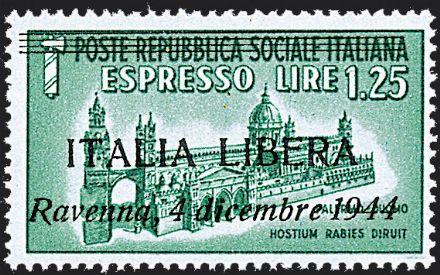 POSTE REPUBBLICA SOCIALE ITALIANA
ESPRESSO LIRE 1.25
ITALIA LIBERA
Ravenna, 4 dicembre 1944
HOSTIUM RABIES DIRUIT